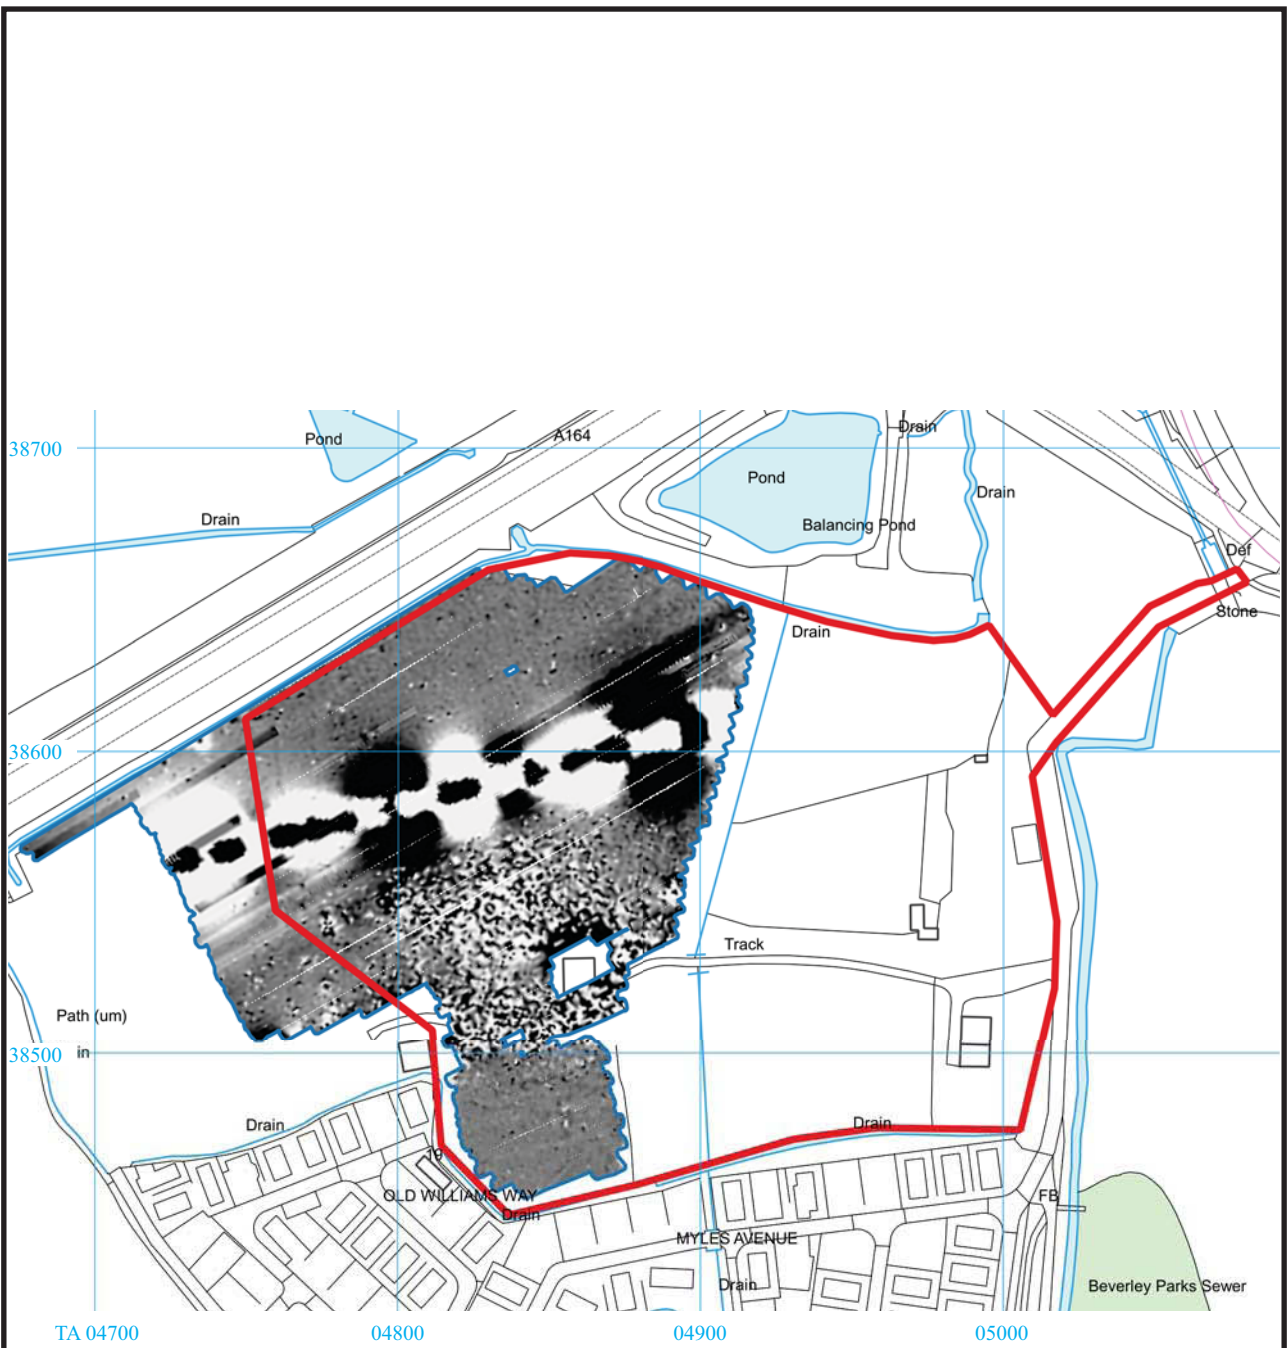 Drain
38700
Pond
A164
Pond
Drain
Drain
Balancing Pond
Def
Stone
Drain
38600
Track
Path (um)
38500
in
Drain
Drain
19
OLD WILLIAMS WAY
Drain
FB
MYLES AVENUE
Drain
Beverley Parks Sewer
TA 04700
04800
04900
05000